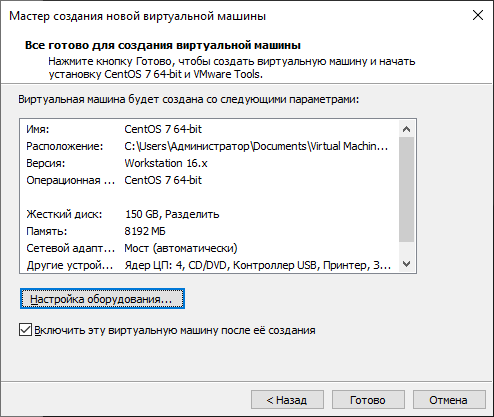 Мастер создания новой виртуальной машины
Все готово для создания виртуальной машины
Нажмите кнопку Готово, чтобы создать виртуальную машину и начать
установку CentOS 7 64-bit и VMware Tools.
Виртуальная машина будет создана со следующими параметрами:
Имя: CentOS 7 64-bit
Расположение: C:\Users\Администратор\Documents\Virtual Machin...
Версия: Workstation 16.x
Операционная ... CentOS 7 64-bit
Жесткий диск: 150 GB, Разделить
Память: 8192 МБ
Сетевой адапт... Мост (автоматически)
Другие устрой... Ядер ЦП: 4, CD/DVD, Контроллер USB, Принтер, З...
Настройка оборудования...
Включить эту виртуальную машину после её создания
< Назад Готово Отмена